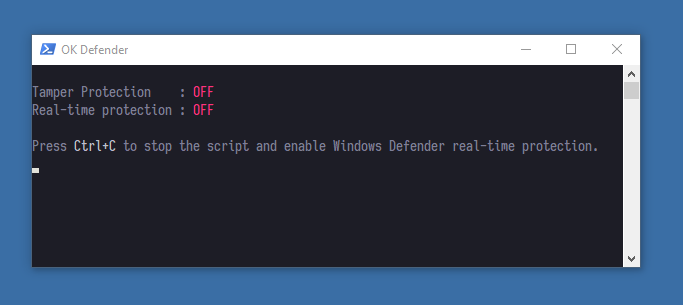 OK Defender
Tamper Protection    : OFF
Real-time protection : OFF
Press Ctrl+C to stop the script and enable Windows Defender real-time protection.